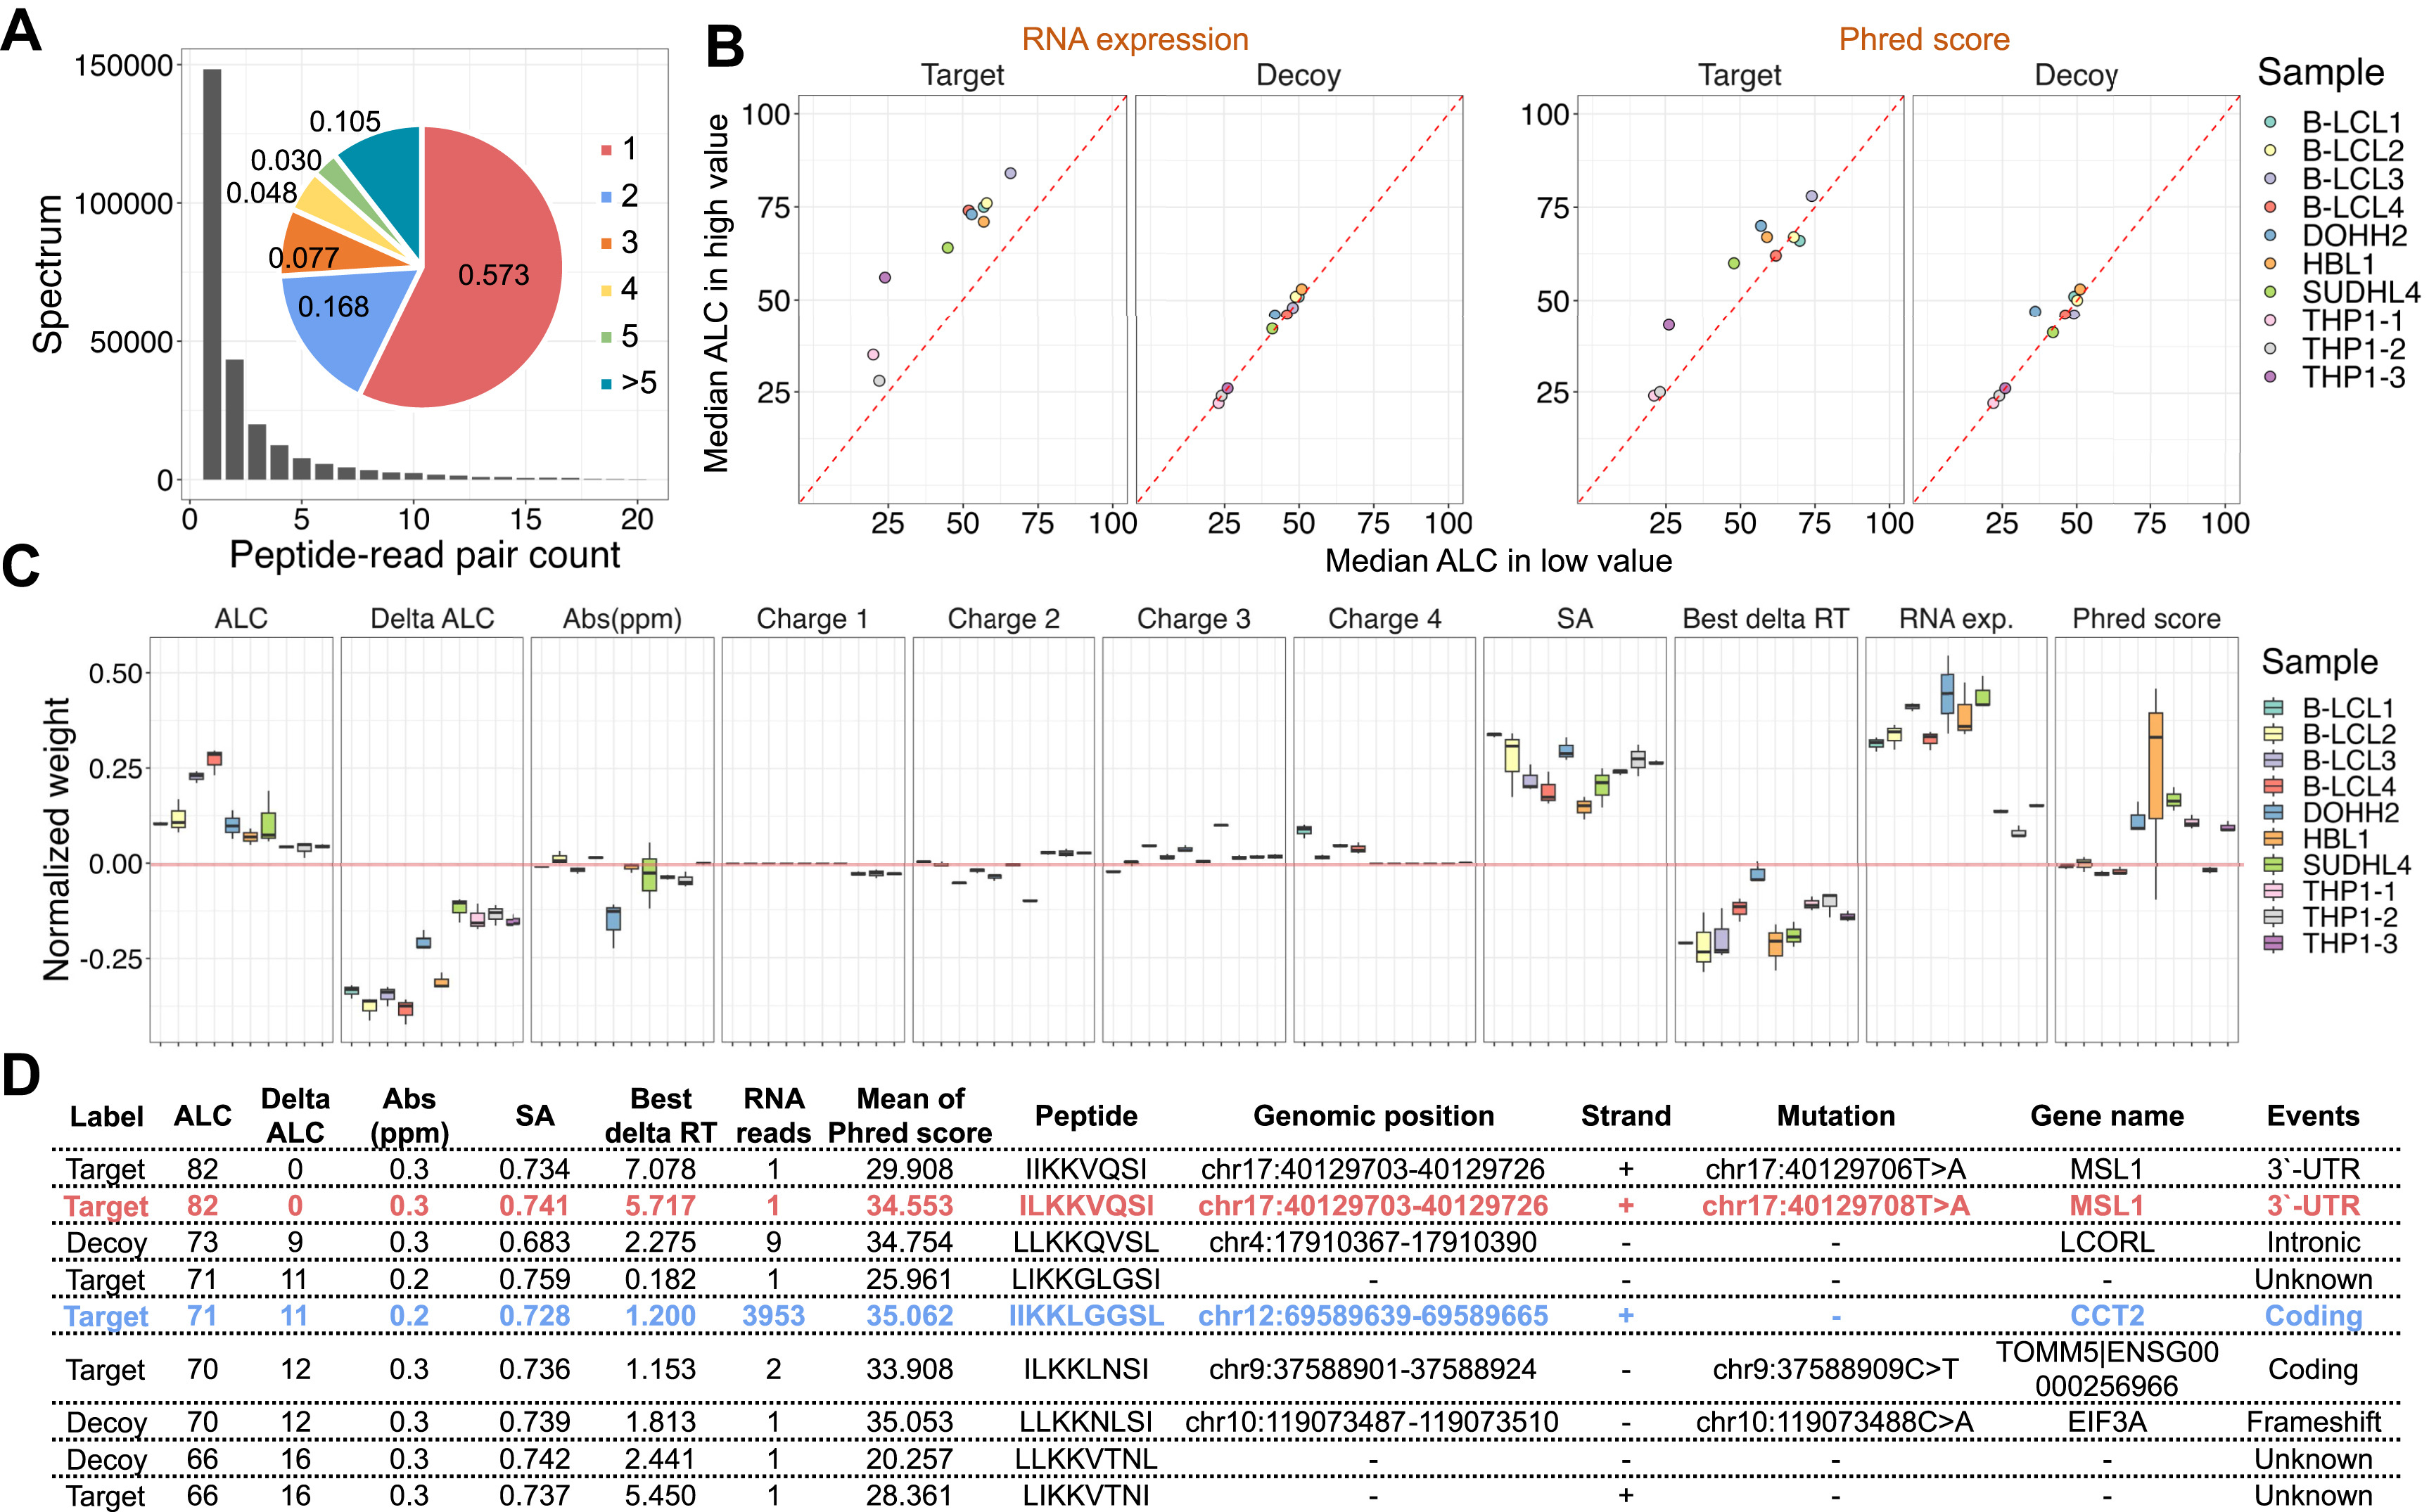 A
150000
100000
50000
0
Spectrum
0 5 10 15 20
Peptide-read pair count
0.105
0.030
0.048
0.077
0.168
0.573
1
2
3
4
5
>5
B
RNA expression
Phred score
Target
Decoy
Target
Decoy
Median ALC in high value
100
75
50
25
100
75
50
25
25 50 75 100
25 50 75 100
25 50 75 100
25 50 75 100
Median ALC in low value
Sample
B-LCL1
B-LCL2
B-LCL3
B-LCL4
DOHH2
HBL1
SUDHL4
THP1-1
THP1-2
THP1-3
C
ALC Delta ALC Abs(ppm) Charge 1 Charge 2 Charge 3 Charge 4 SA Best delta RT RNA exp. Phred score
Normalized weight
0.50
0.25
0.00
-0.25
Sample
B-LCL1
B-LCL2
B-LCL3
B-LCL4
DOHH2
HBL1
SUDHL4
THP1-1
THP1-2
THP1-3
D
Label ALC Delta ALC Abs (ppm) SA Best delta RT RNA reads Mean of Phred score Peptide Genomic position Strand Mutation Gene name Events
Target 82 0 0.3 0.734 7.078 1 29.908 IIKKVQSI chr17:40129703-40129726 + chr17:40129706T>A MSL1 3`-UTR
Target 82 0 0.3 0.741 5.717 1 34.553 ILKKVQSI chr17:40129703-40129726 + chr17:40129708T>A MSL1 3`-UTR
Decoy 73 9 0.3 0.683 2.275 9 34.754 LLKKQVSL chr4:17910367-17910390 - - LCORL Intronic
Target 71 11 0.2 0.759 0.182 1 25.961 LIKKGLGSI - - - - Unknown
Target 71 11 0.2 0.728 1.200 3953 35.062 IIKKLGGSL chr12:69589639-69589665 + - CCT2 Coding
Target 70 12 0.3 0.736 1.153 2 33.908 ILKKLNSI chr9:37588901-37588924 - chr9:37588909C>T TOMM5|ENSG00 000256966 Coding
Decoy 70 12 0.3 0.739 1.813 1 35.053 LLKKNLSI chr10:119073487-119073510 - chr10:119073488C>A EIF3A Frameshift
Decoy 66 16 0.3 0.742 2.441 1 20.257 LLKKVTNL - - - - Unknown
Target 66 16 0.3 0.737 5.450 1 28.361 LIKKVTNI - + - - Unknown